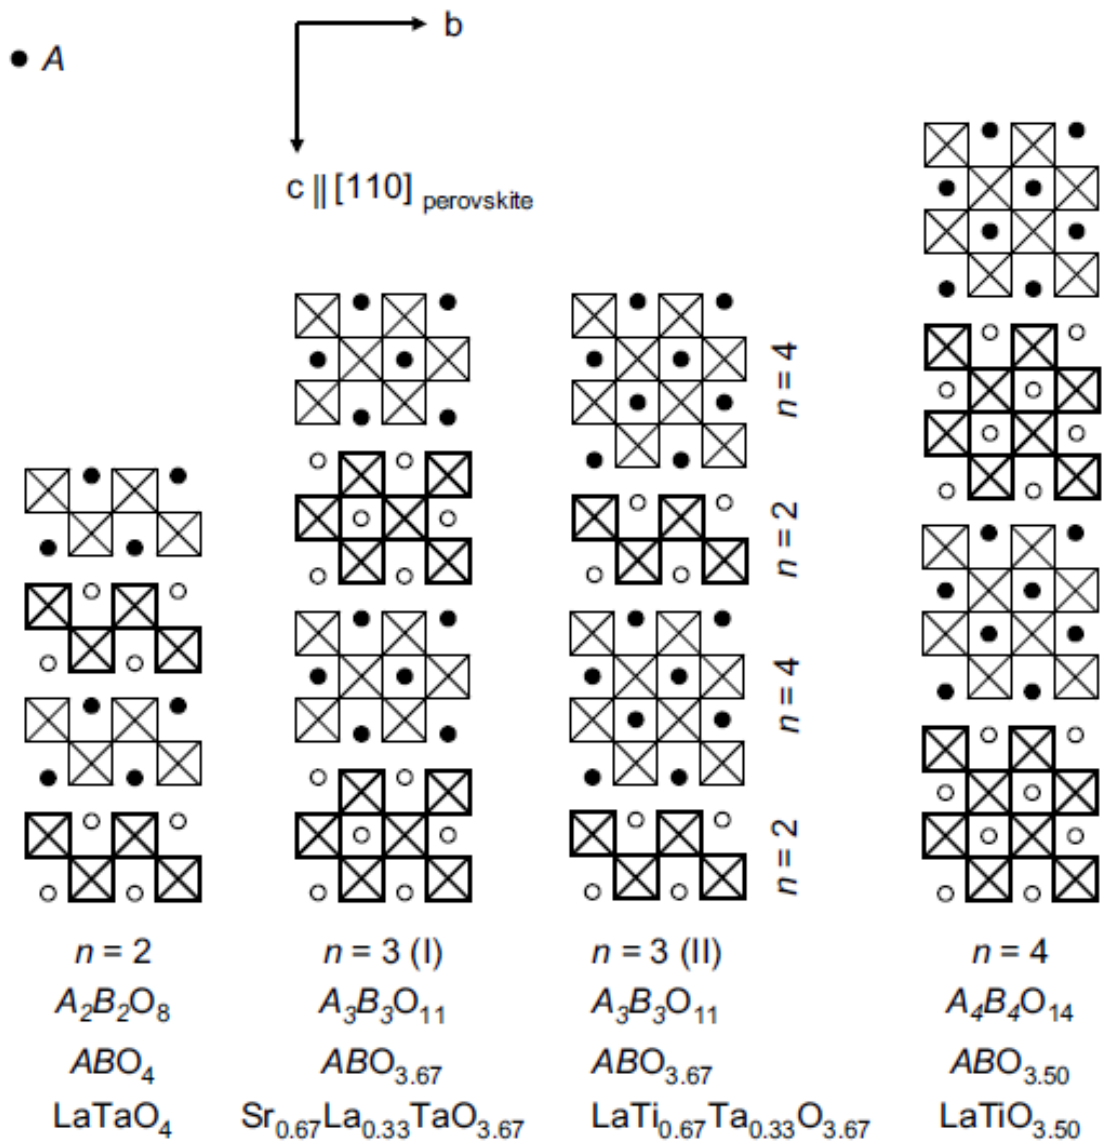 b
A
c || [110] perovskite
n = 4
n = 2
n = 4
n = 2
n = 2 n = 3 (I) n = 3 (II) n = 4
A₂B₂O₈ A₃B₃O₁₁ A₃B₃O₁₁ A₄B₄O₁₄
ABO₄ ABO₃.₆₇ ABO₃.₆₇ ABO₃.₅₀
LaTaO₄ Sr₀.₆₇La₀.₃₃TaO₃.₆₇ LaTi₀.₆₇Ta₀.₃₃O₃.₆₇ LaTiO₃.₅₀